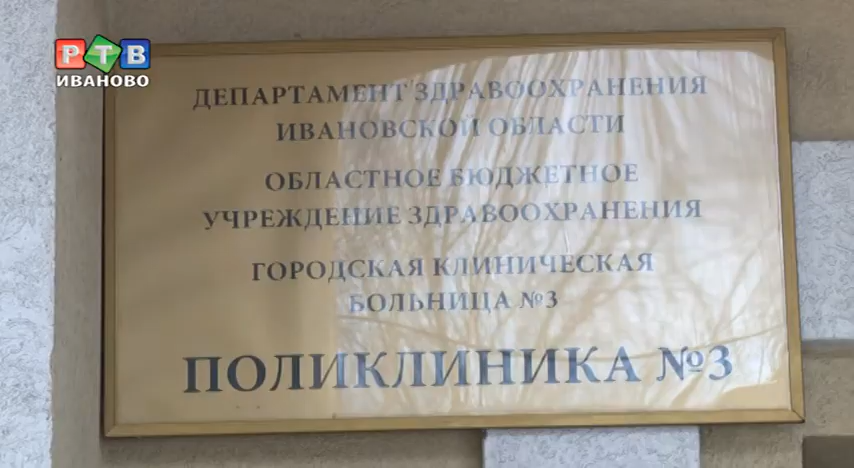 РТВ
ИВАНОВО
ДЕПАРТАМЕНТ ЗДРАВООХРАНЕНИЯ
ИВАНОВСКОЙ ОБЛАСТИ
ОБЛАСТНОЕ БЮДЖЕТНОЕ
УЧРЕЖДЕНИЕ ЗДРАВООХРАНЕНИЯ
ГОРОДСКАЯ КЛИНИЧЕСКАЯ
БОЛЬНИЦА №3
ПОЛИКЛИНИКА №3